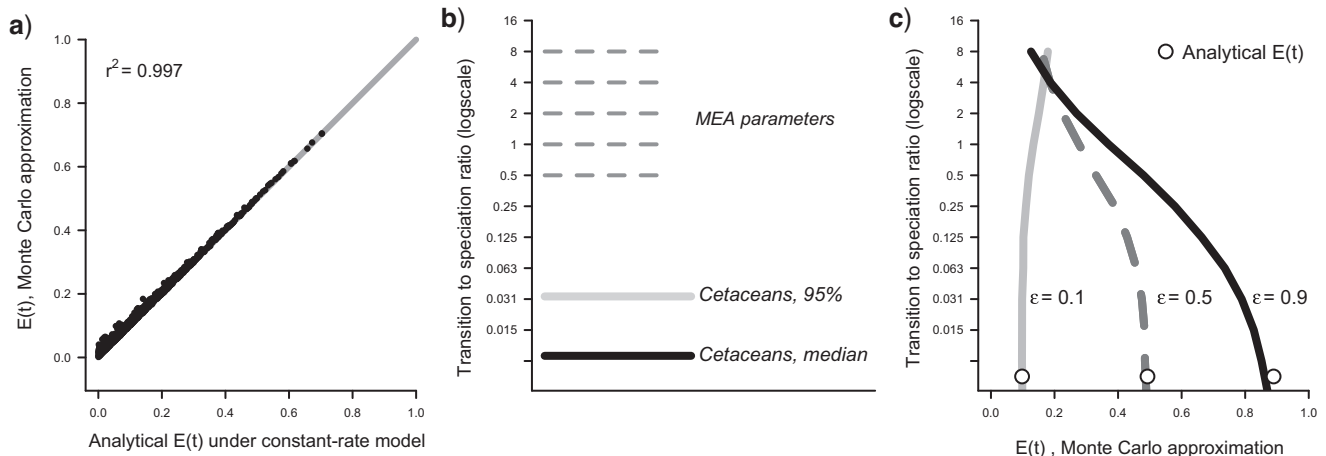 a)
E(t), Monte Carlo approximation
1.0
0.8
0.6
0.4
0.2
0.0
r2 = 0.997
0.0 0.2 0.4 0.6 0.8 1.0
Analytical E(t) under constant-rate model
b)
Transition to speciation ratio (logscale)
16
8
4
2
1
0.5
0.25
0.125
0.063
0.031
0.015
MEA parameters
Cetaceans, 95%
Cetaceans, median
c)
Transition to speciation ratio (logscale)
16
8
4
2
1
0.5
0.25
0.125
0.063
0.031
0.015
Analytical E(t)
ε = 0.1
ε = 0.5
ε = 0.9
0.0 0.2 0.4 0.6 0.8 1.0
E(t) , Monte Carlo approximation